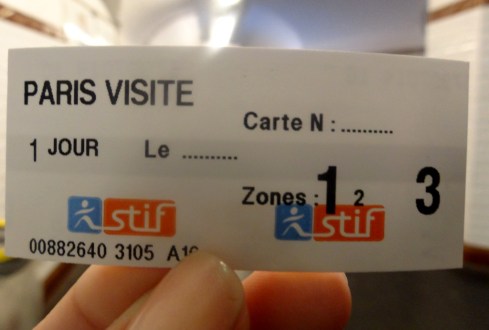 PARIS VISITE
Carte N : ..........
1 JOUR Le ..........
Zones : 1 2 3
stif stif
00882640 3105